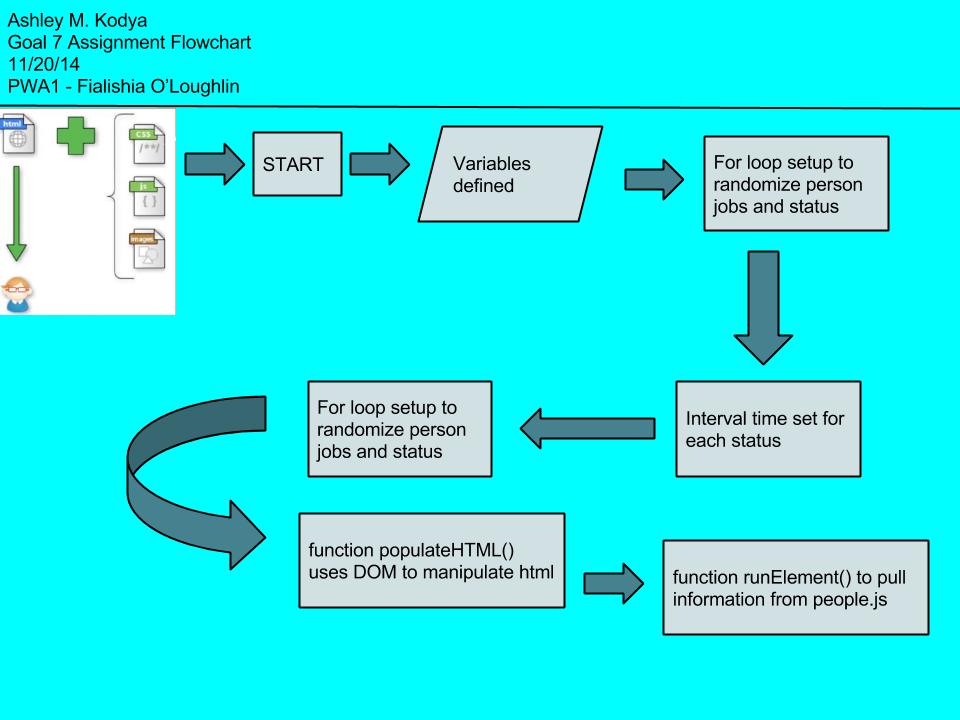 Ashley M. Kodya
Goal 7 Assignment Flowchart
11/20/14
PWA1 - Fialishia O'Loughlin
html
CSS
/**/
js
{ }
images
START
Variables
defined
For loop setup to
randomize person
jobs and status
Interval time set for
each status
For loop setup to
randomize person
jobs and status
function populateHTML()
uses DOM to manipulate html
function runElement() to pull
information from people.js